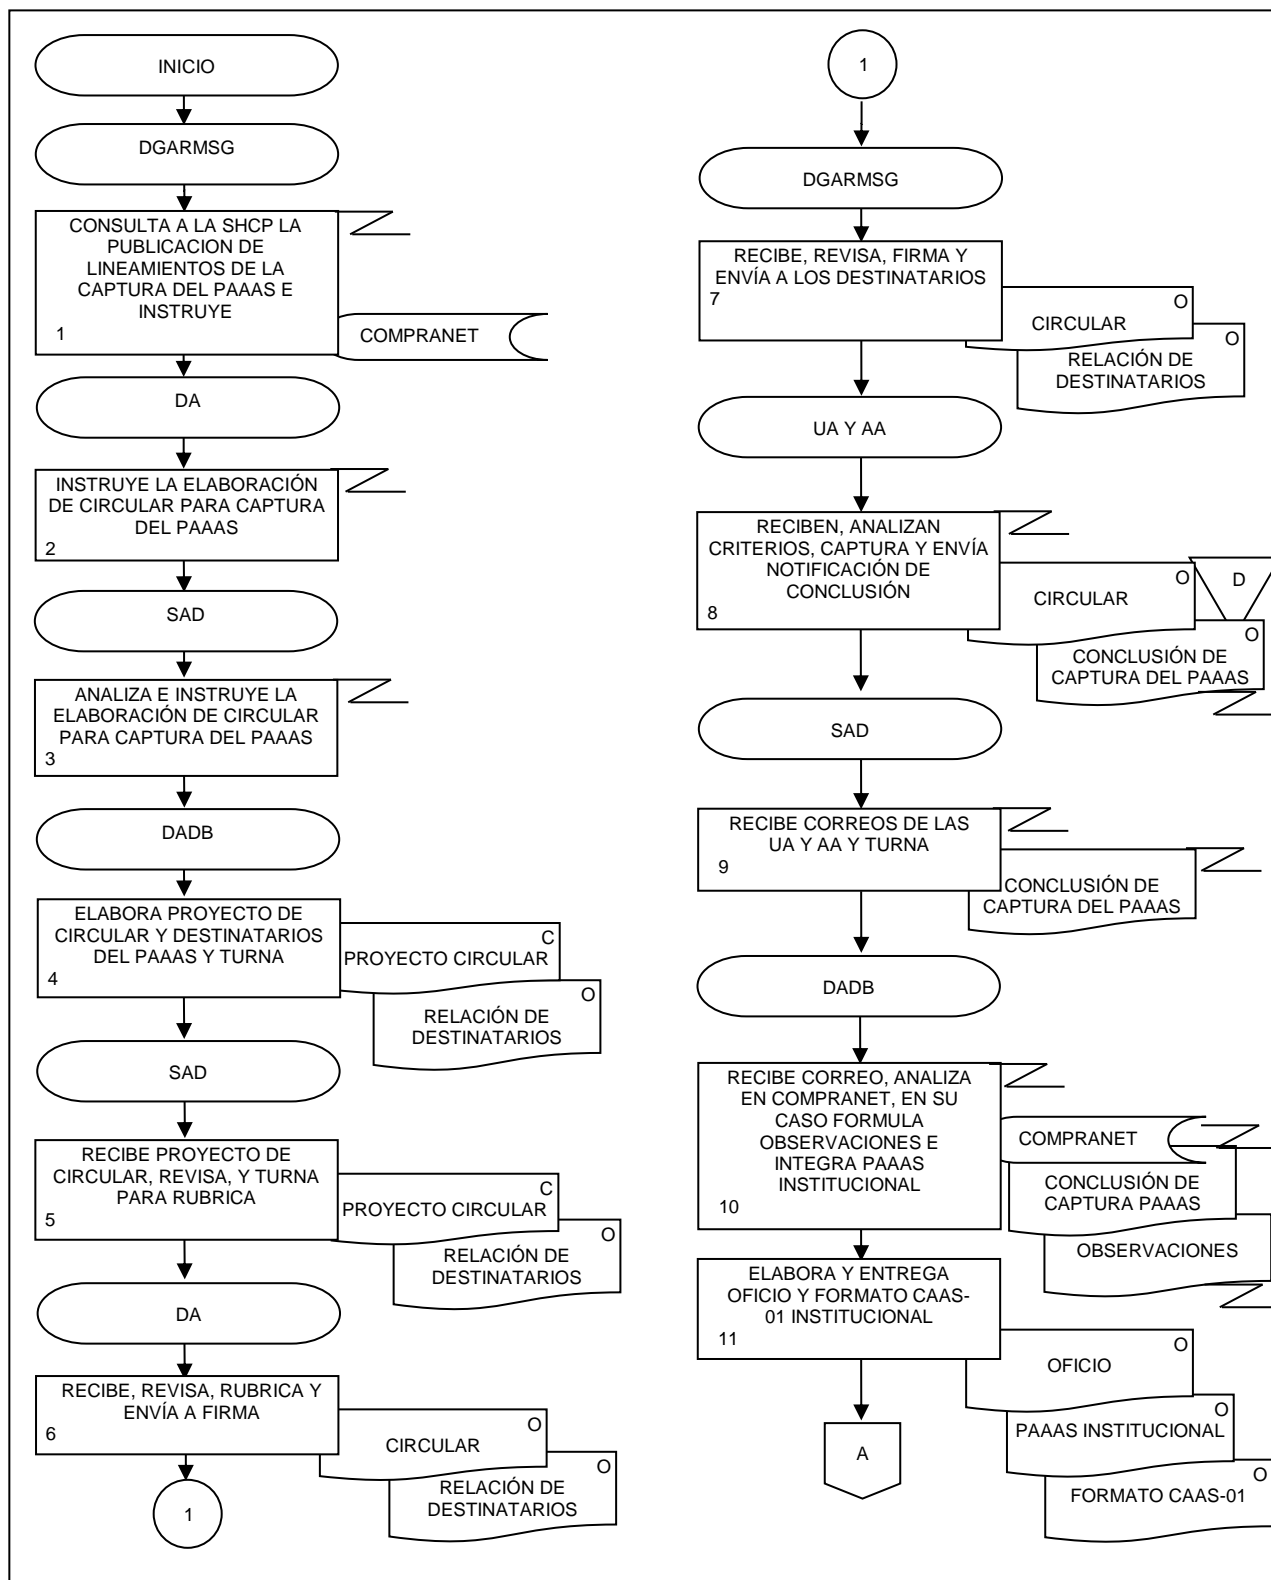 INICIO
DGARMSG
CONSULTA A LA SHCP LA
PUBLICACION DE
LINEAMIENTOS DE LA
CAPTURA DEL PAAAS E
INSTRUYE
1
COMPRANET
DA
INSTRUYE LA ELABORACIÓN
DE CIRCULAR PARA CAPTURA
DEL PAAAS
2
SAD
ANALIZA E INSTRUYE LA
ELABORACIÓN DE CIRCULAR
PARA CAPTURA DEL PAAAS
3
DADB
ELABORA PROYECTO DE
CIRCULAR Y DESTINATARIOS
DEL PAAAS Y TURNA
4
C
PROYECTO CIRCULAR
O
RELACIÓN DE
DESTINATARIOS
SAD
RECIBE PROYECTO DE
CIRCULAR, REVISA, Y TURNA
PARA RUBRICA
5
C
PROYECTO CIRCULAR
O
RELACIÓN DE
DESTINATARIOS
DA
RECIBE, REVISA, RUBRICA Y
ENVÍA A FIRMA
6
O
CIRCULAR
O
RELACIÓN DE
DESTINATARIOS
1
1
DGARMSG
RECIBE, REVISA, FIRMA Y
ENVÍA A LOS DESTINATARIOS
7
O
CIRCULAR
O
RELACIÓN DE
DESTINATARIOS
UA Y AA
RECIBEN, ANALIZAN
CRITERIOS, CAPTURA Y ENVÍA
NOTIFICACIÓN DE
CONCLUSIÓN
8
O
CIRCULAR
D
O
CONCLUSIÓN DE
CAPTURA DEL PAAAS
SAD
RECIBE CORREOS DE LAS
UA Y AA Y TURNA
9
CONCLUSIÓN DE
CAPTURA DEL PAAAS
DADB
RECIBE CORREO, ANALIZA
EN COMPRANET, EN SU
CASO FORMULA
OBSERVACIONES E
INTEGRA PAAAS
INSTITUCIONAL
10
COMPRANET
CONCLUSIÓN DE
CAPTURA PAAAS
OBSERVACIONES
ELABORA Y ENTREGA
OFICIO Y FORMATO CAAS-
01 INSTITUCIONAL
11
O
OFICIO
O
PAAAS INSTITUCIONAL
O
FORMATO CAAS-01
A